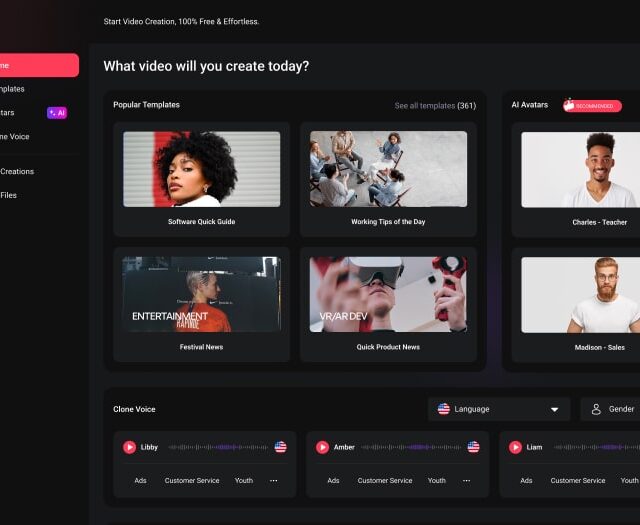 Start Video Creation, 100% Free & Effortless.
me
nplates
tars
AI
ne Voice
Creations
Files
What video will you create today?
Popular Templates
See all templates (361)
Software Quick Guide
Working Tips of the Day
ENTERTAINMENT
RAPINOE
Festival News
VR/AR DEV
Quick Product News
AI Avatars
RECOMMENDED
Charles - Teacher
Madison - Sales
Clone Voice
Language
Gender
Libby
Ads Customer Service Youth ...
Amber
Ads Customer Service Youth ...
Liam
Ads Customer Service Youth